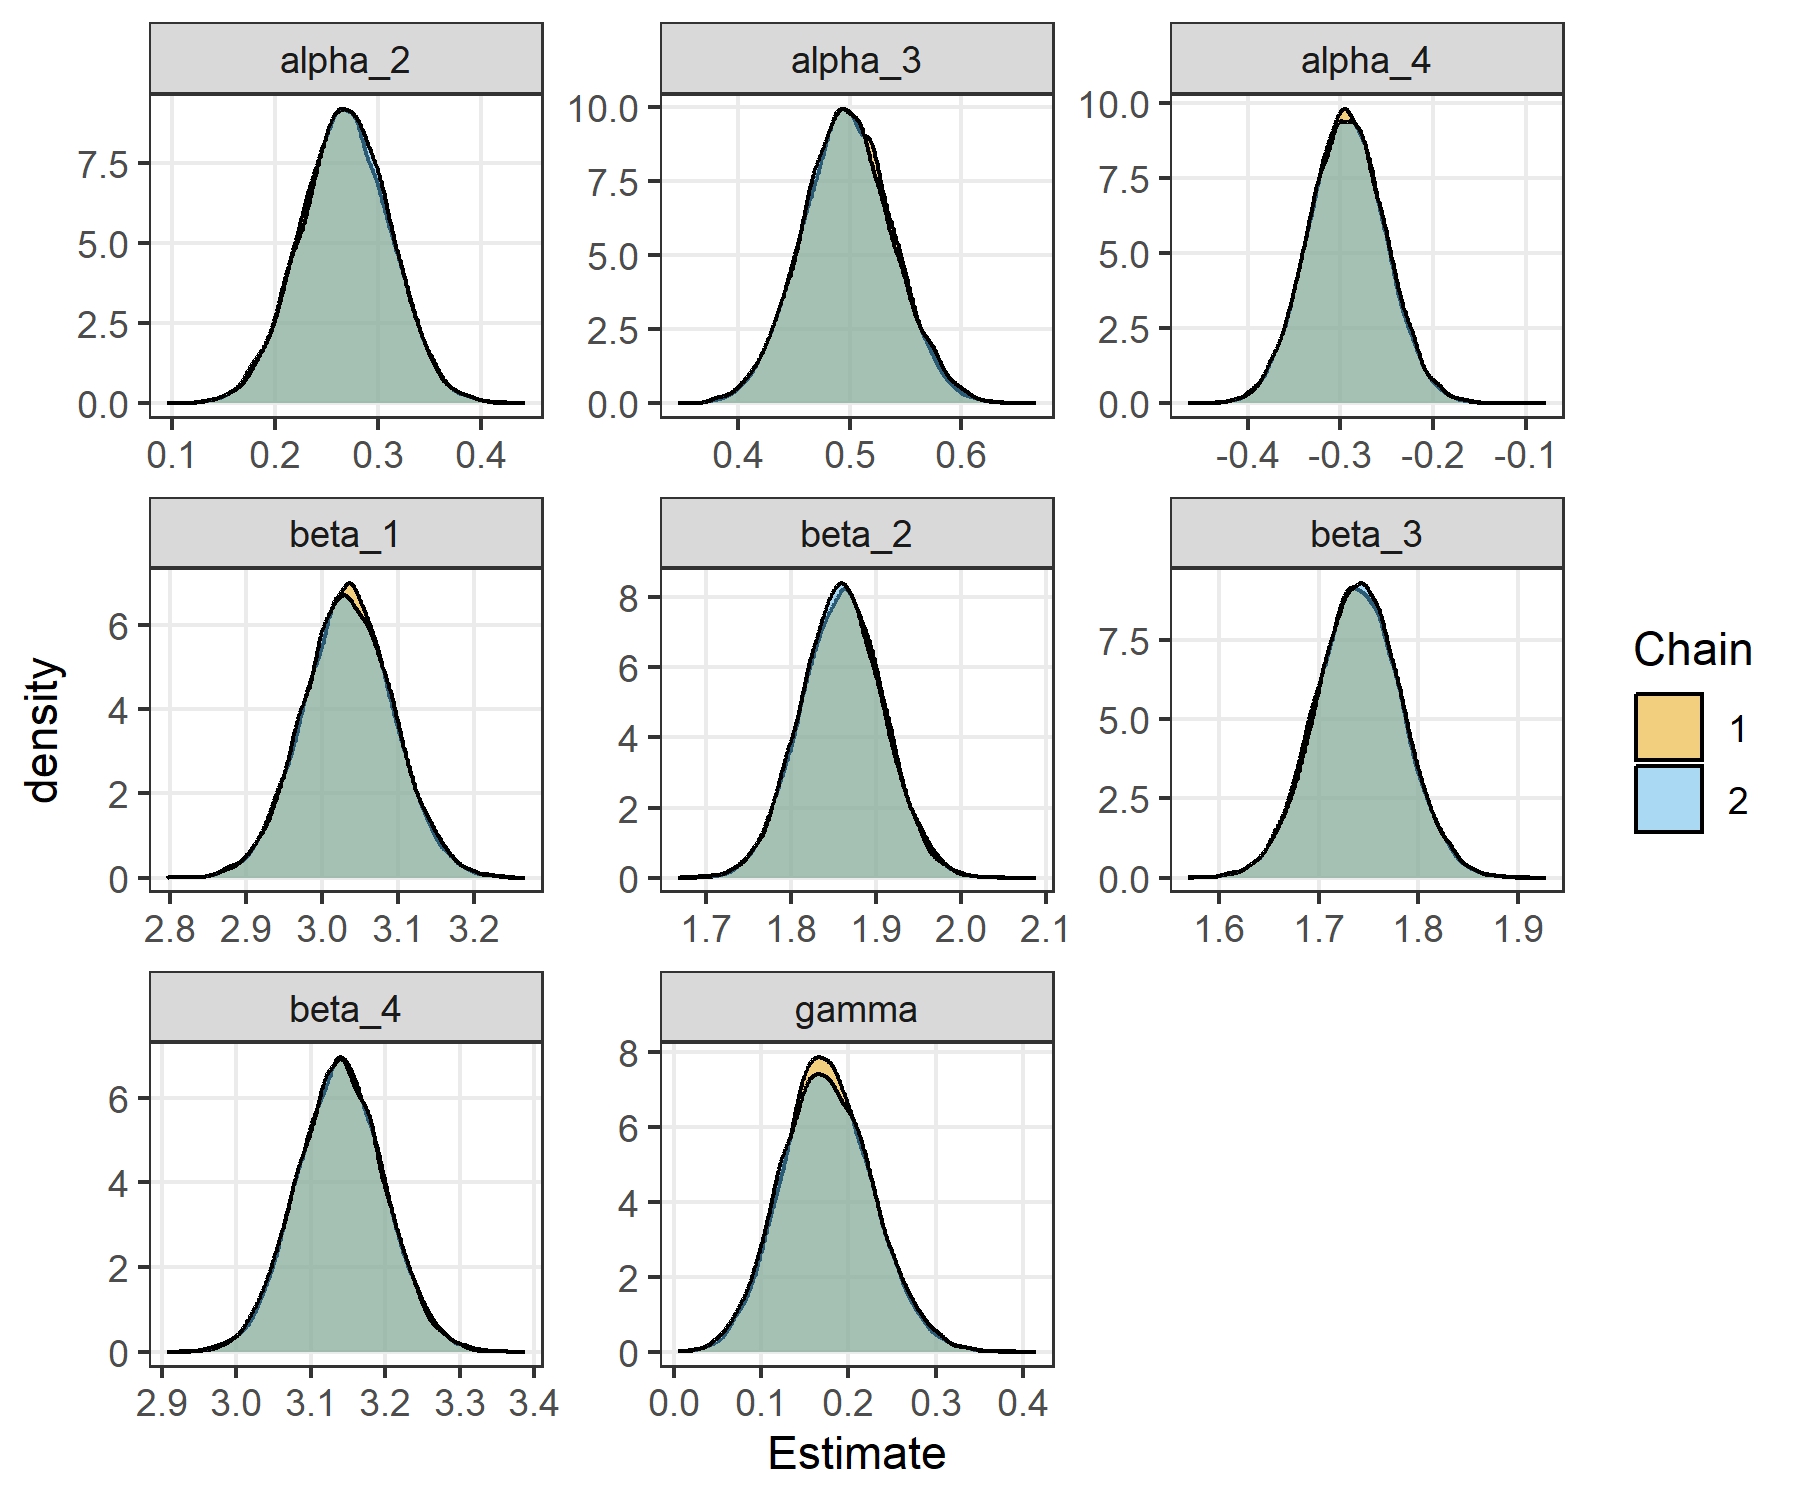 alpha_2 alpha_3 alpha_4
10.0 10.0
7.5 7.5 7.5
5.0 5.0 5.0
2.5 2.5 2.5
0.0 0.0 0.0
0.1 0.2 0.3 0.4 0.4 0.5 0.6 -0.4 -0.3 -0.2 -0.1
beta_1 beta_2 beta_3
8
6 6 7.5
4 4 5.0
2 2 2.5
0 0 0.0
2.8 2.9 3.0 3.1 3.2 1.7 1.8 1.9 2.0 2.1 1.6 1.7 1.8 1.9
beta_4 gamma
8
6 6
4 4
2 2
0 0
2.9 3.0 3.1 3.2 3.3 3.4 0.0 0.1 0.2 0.3 0.4
density
Estimate
Chain
1
2